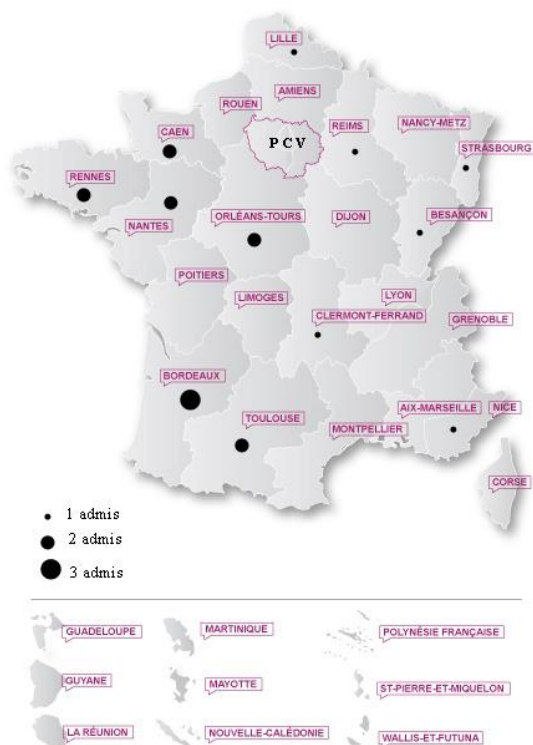 LILLE
AMIENS
ROUEN
CAEN
P C V
REIMS
NANCY-METZ
STRASBOURG
RENNES
NANTES
ORLÉANS-TOURS
DIJON
BESANÇON
POITIERS
LIMOGES
LYON
CLERMONT-FERRAND
GRENOBLE
BORDEAUX
TOULOUSE
AIX-MARSEILLE
NICE
MONTPELLIER
CORSE
1 admis
2 admis
3 admis
GUADELOUPE
MARTINIQUE
POLYNÉSIE FRANÇAISE
GUYANE
MAYOTTE
ST-PIERRE-ET-MIQUELON
LA RÉUNION
NOUVELLE-CALÉDONIE
WALLIS-ET-FUTUNA